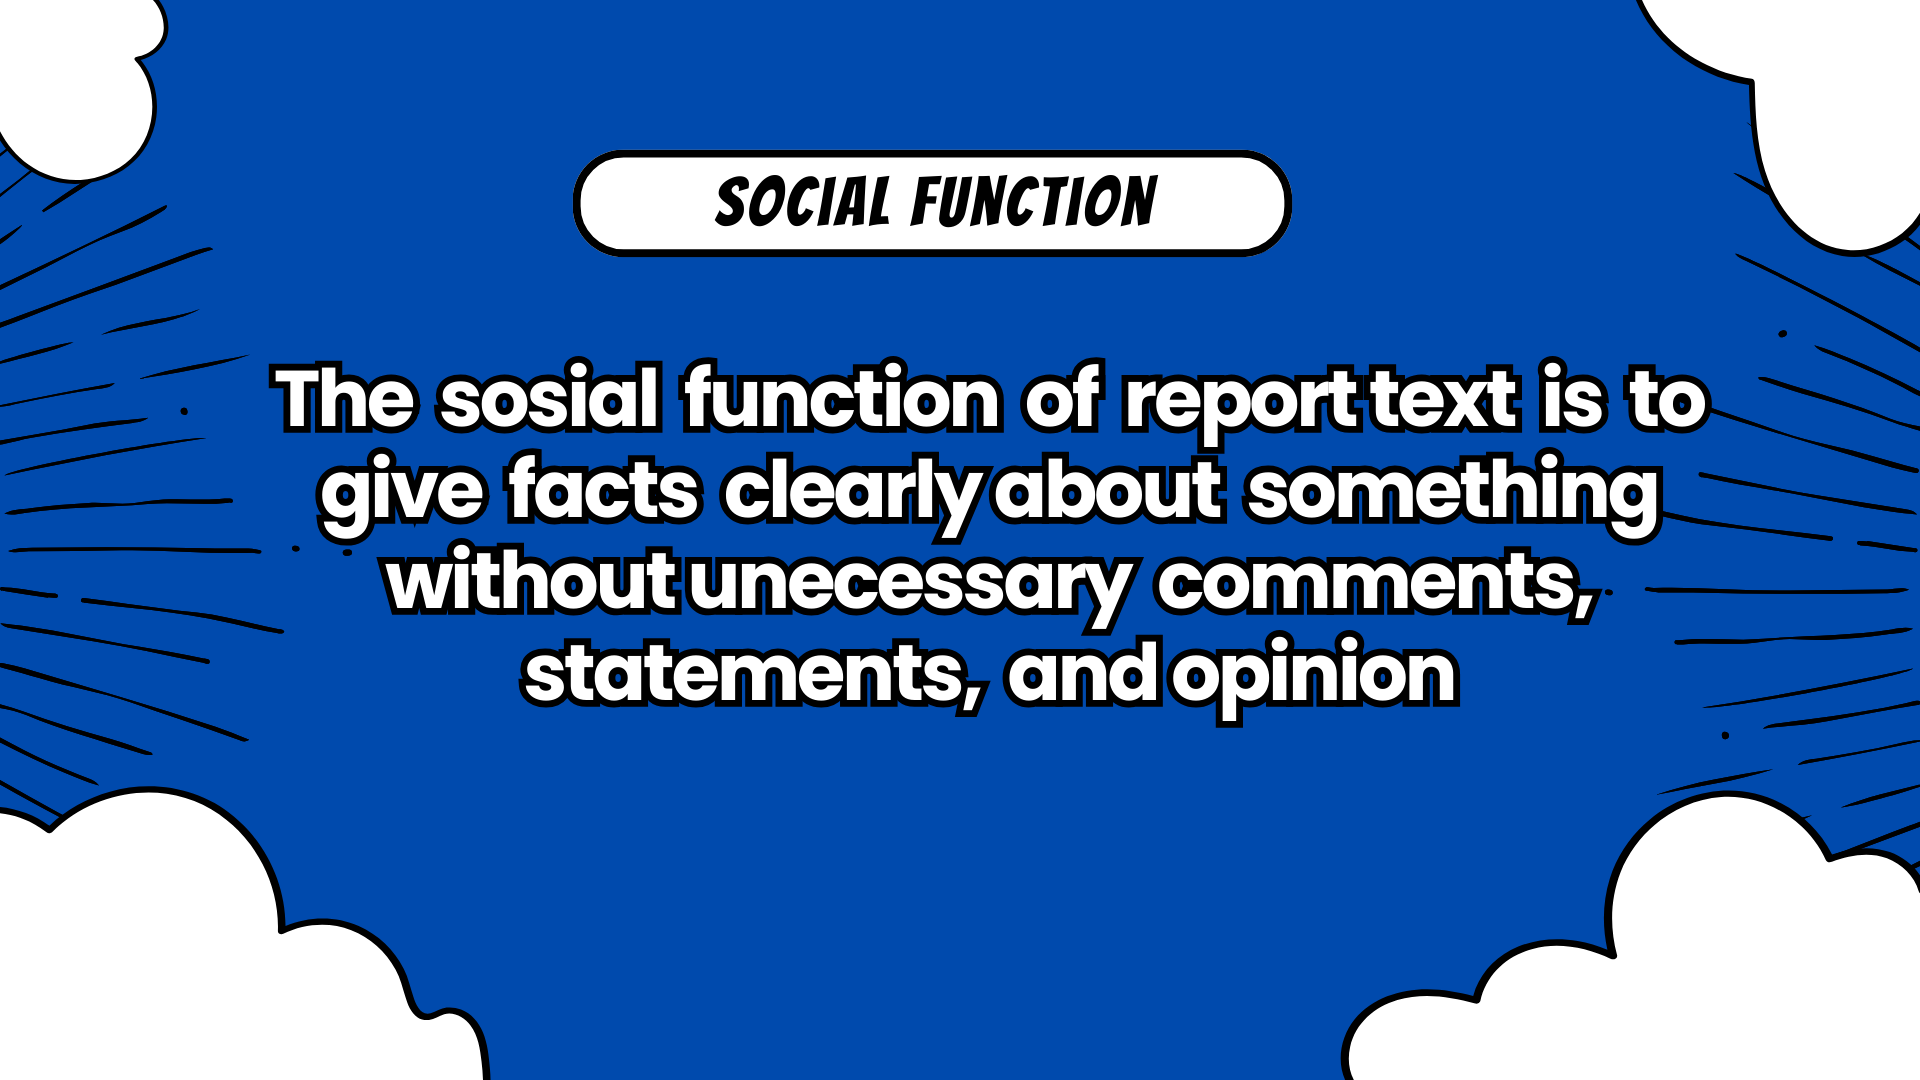 SOCIAL FUNCTION
The sosial function of report text is to
give facts clearly about something
without unecessary comments,
statements, and opinion